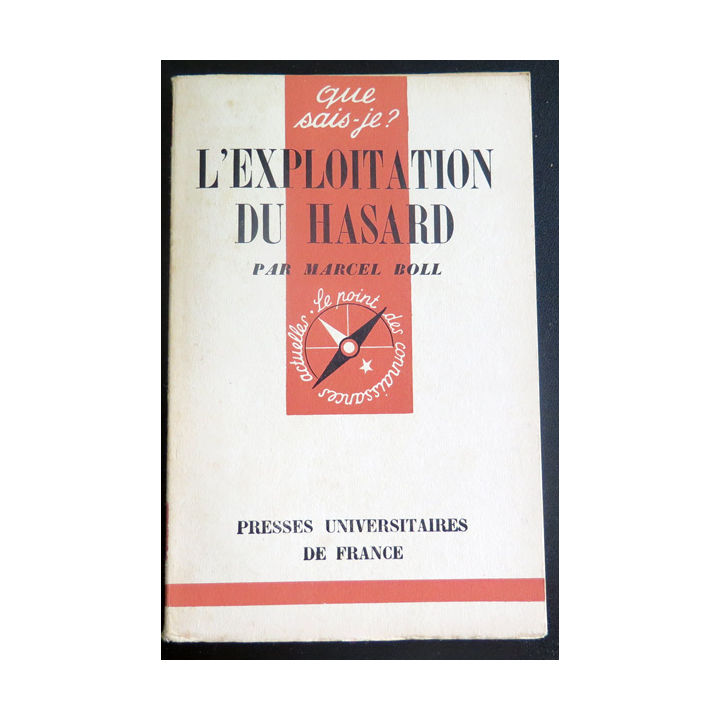 que
sais-je?
L'EXPLOITATION
DU HASARD
PAR MARCEL BOLL
Le point des connaissances actuelles.
PRESSES UNIVERSITAIRES
DE FRANCE